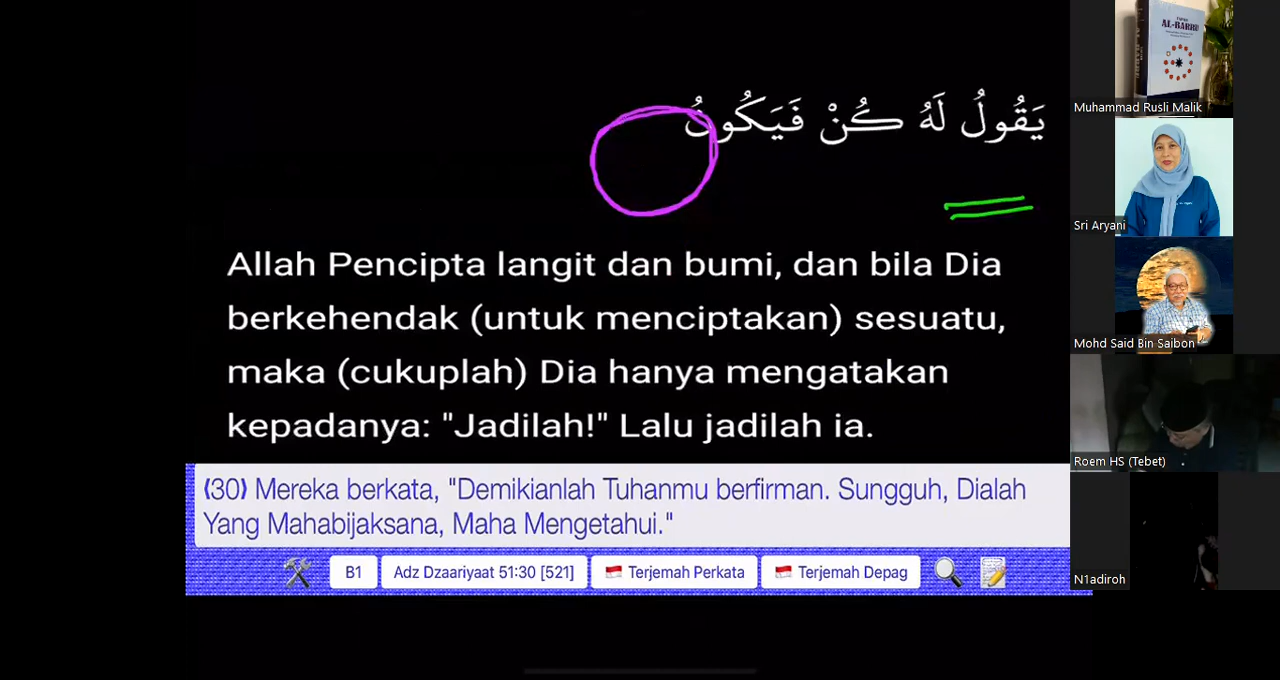 يَقُولُ لَهُ كُنْ فَيَكُونُ
Allah Pencipta langit dan bumi, dan bila Dia
berkehendak (untuk menciptakan) sesuatu,
maka (cukuplah) Dia hanya mengatakan
kepadanya: "Jadilah!" Lalu jadilah ia.
(30) Mereka berkata, "Demikianlah Tuhanmu berfirman. Sungguh, Dialah
Yang Mahabijaksana, Maha Mengetahui."
B1
Adz Dzaariyaat 51:30 [521]
Terjemah Perkata
Terjemah Depag
AL-BARRU
Muhammad Rusli Malik
Sri Aryani
Mohd Said Bin Saibon
Roem HS (Tebet)
N1adiroh